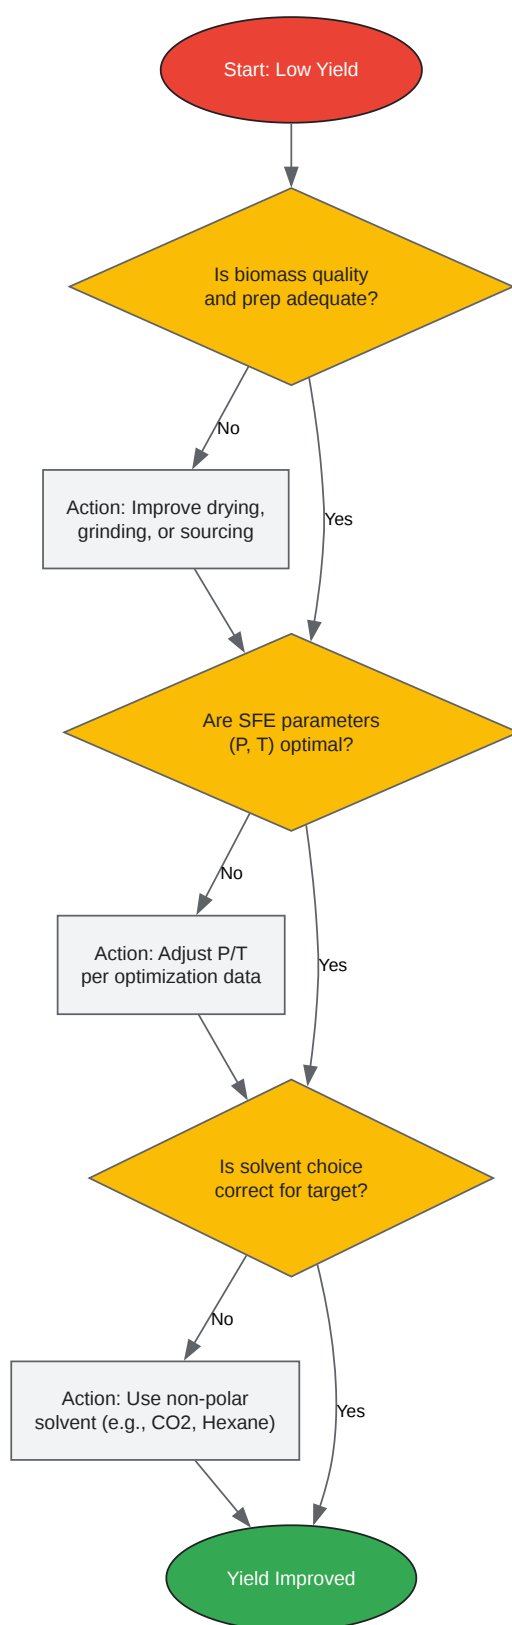 Start: Low Yield
Is biomass quality
and prep adequate?
No
Yes
Action: Improve drying,
grinding, or sourcing
Are SFE parameters
(P, T) optimal?
No
Yes
Action: Adjust P/T
per optimization data
Is solvent choice
correct for target?
No
Yes
Action: Use non-polar
solvent (e.g., CO2, Hexane)
Yield Improved